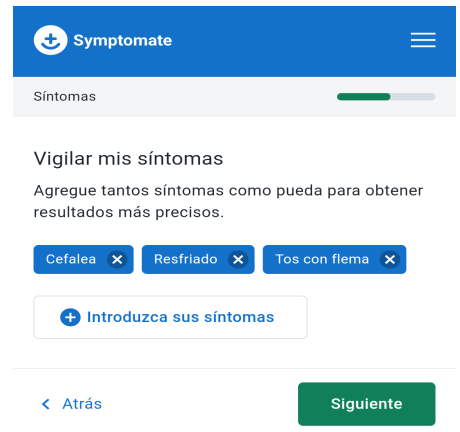 Symptomate
Síntomas
Vigilar mis síntomas
Agregue tantos síntomas como pueda para obtener
resultados más precisos.
Cefalea Resfriado Tos con flema
Introduzca sus síntomas
Atrás Siguiente